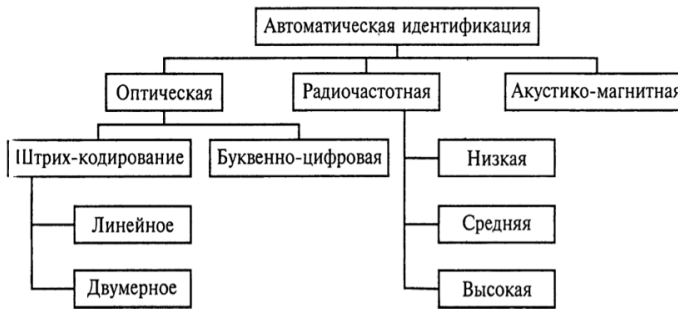 Автоматическая идентификация
Оптическая
Радиочастотная
Акустико-магнитная
Штрих-кодирование
Буквенно-цифровая
Низкая
Линейное
Средняя
Двумерное
Высокая